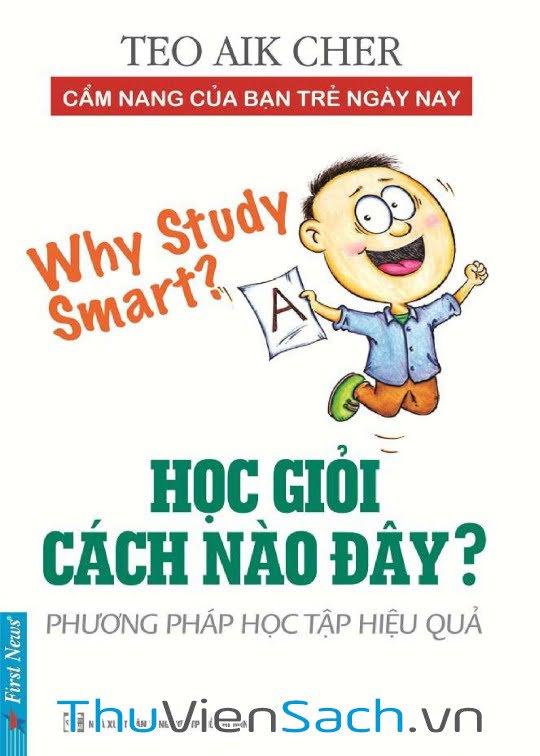 TEO AIK CHER
CẨM NANG CỦA BẠN TRẺ NGÀY NAY
Why Study
Smart?
A
HỌC GIỎI
CÁCH NÀO ĐÂY?
PHƯƠNG PHÁP HỌC TẬP HIỆU QUẢ
First News
ThuVienSach.vn